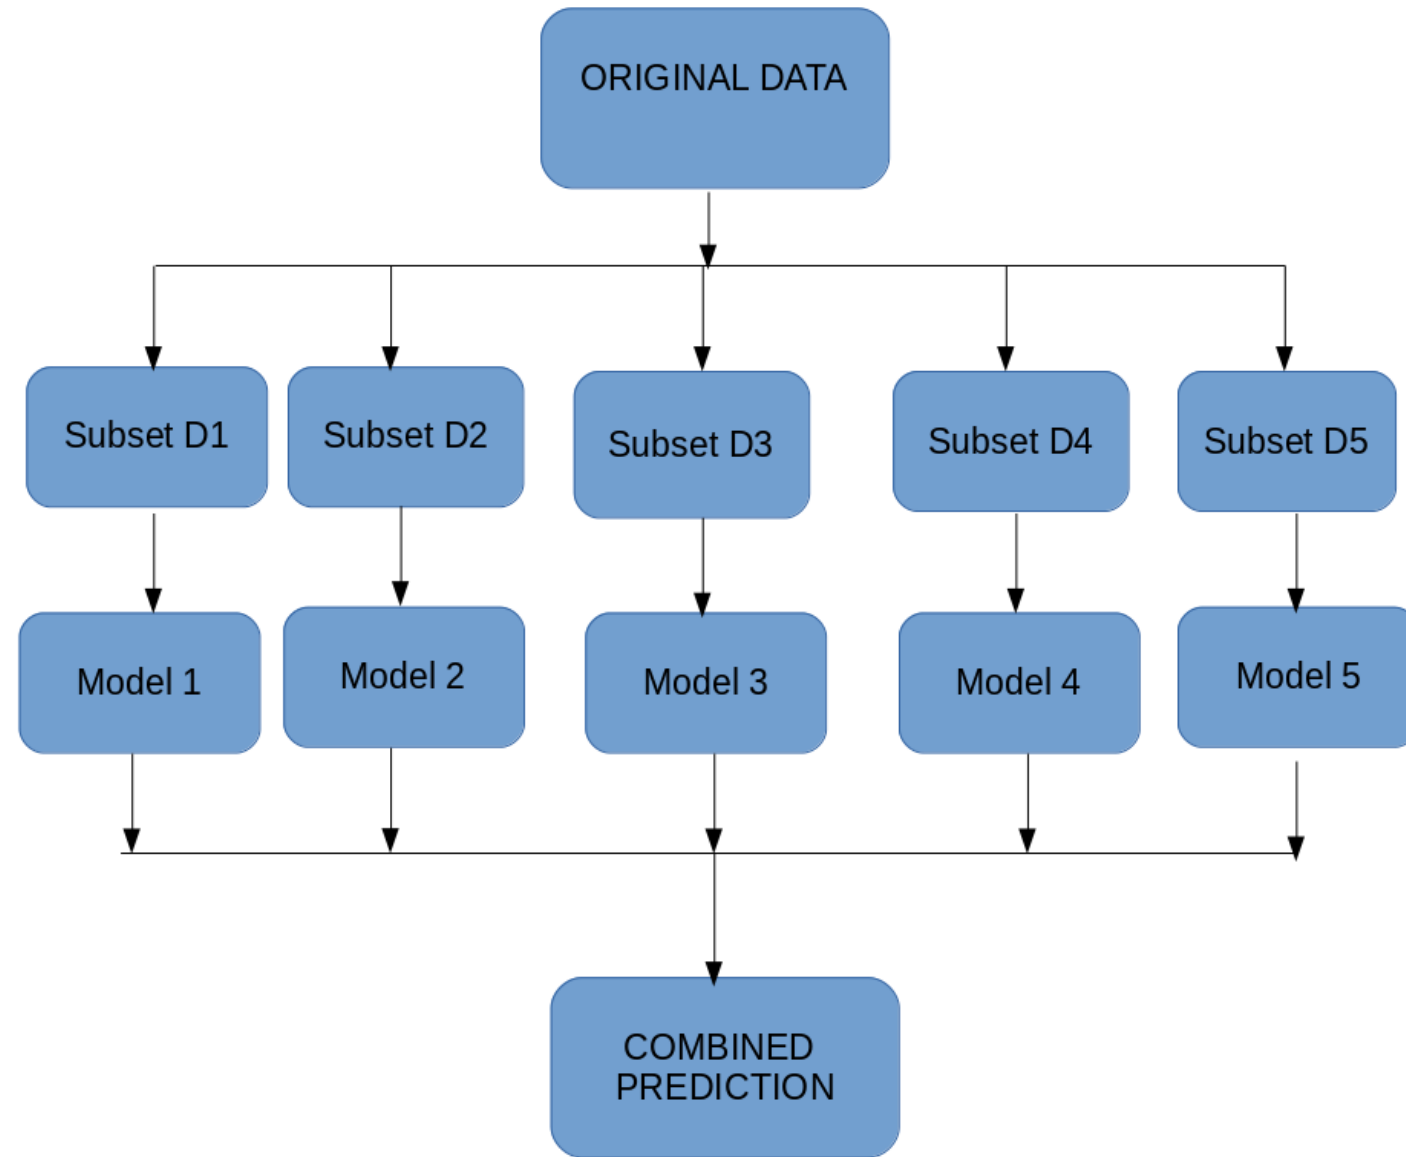 ORIGINAL DATA
Subset D1
Subset D2
Subset D3
Subset D4
Subset D5
Model 1
Model 2
Model 3
Model 4
Model 5
COMBINED
PREDICTION